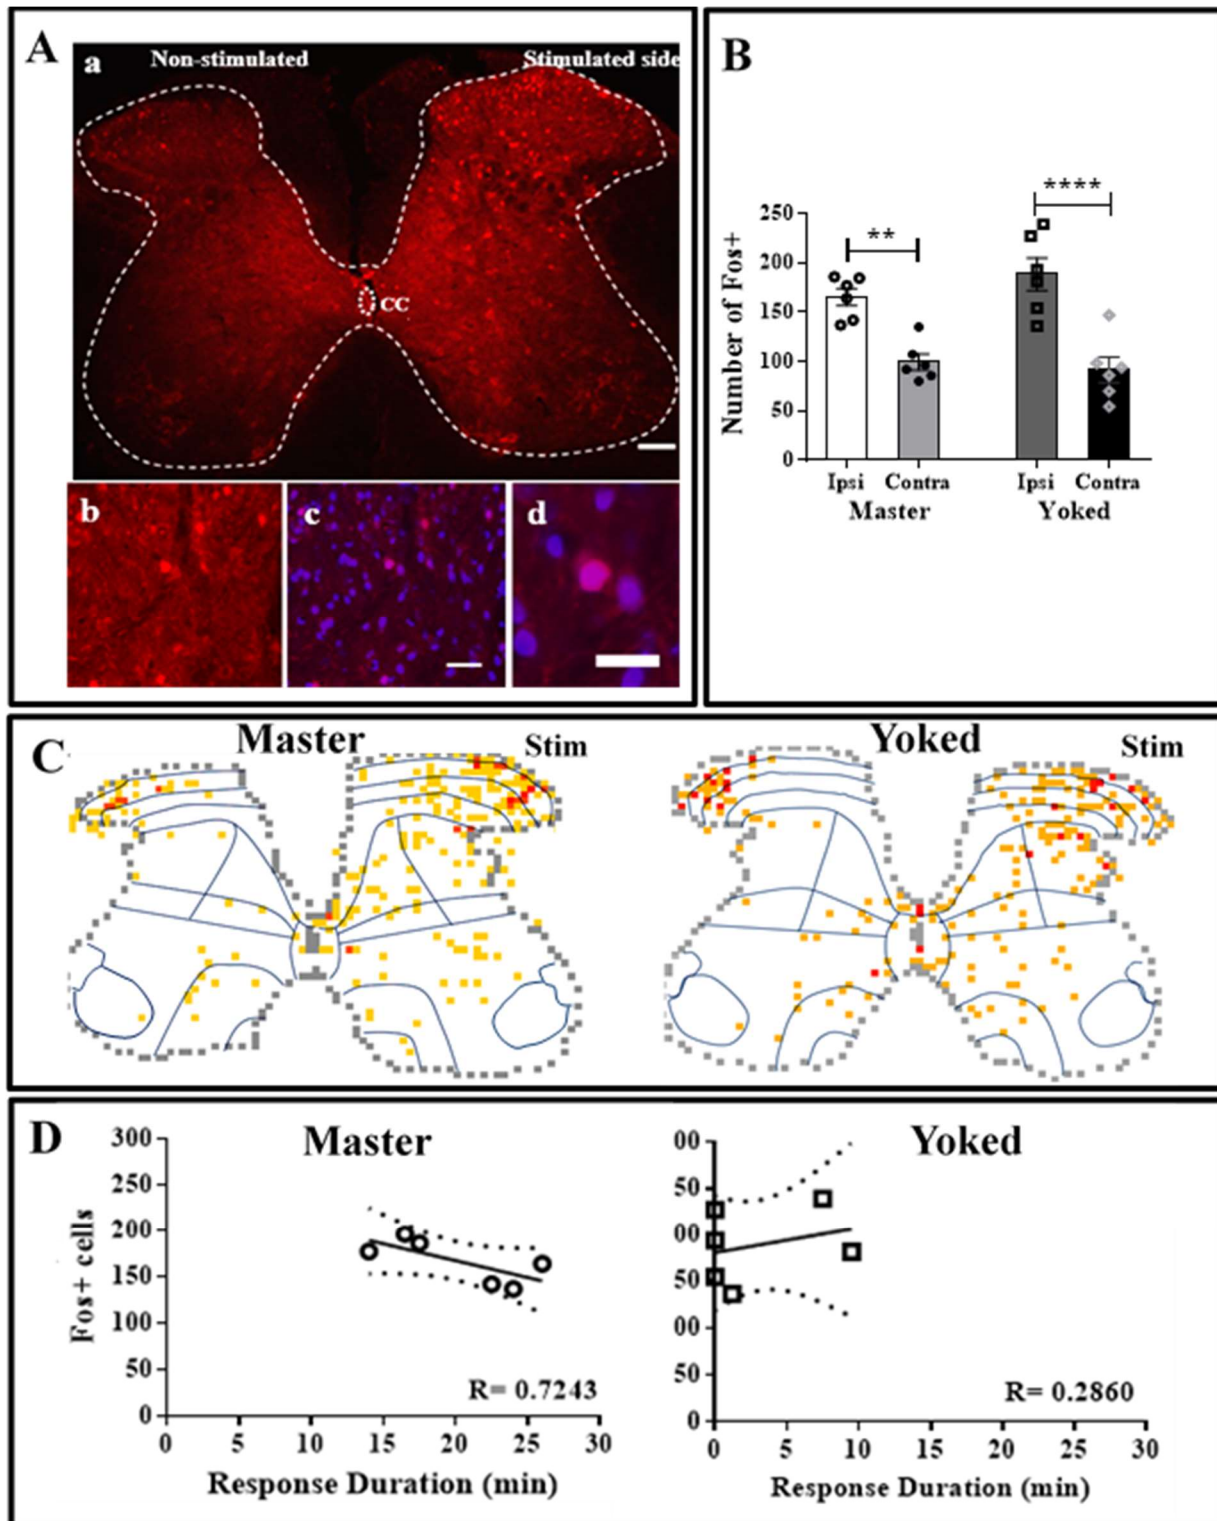 A
a
Non-stimulated
Stimulated side
CC
b
c
d
B
Number of Fos+
250
200
150
100
50
0
**
****
Ipsi Contra Ipsi Contra
Master Yoked
C
Master
Stim
Yoked
Stim
D
Master
Fos+ cells
300
250
200
150
100
50
0
R= 0.7243
0 5 10 15 20 25 30
Response Duration (min)
Yoked
00
50
00
50
00
50
0
R= 0.2860
0 5 10 15 20 25 30
Response Duration (min)